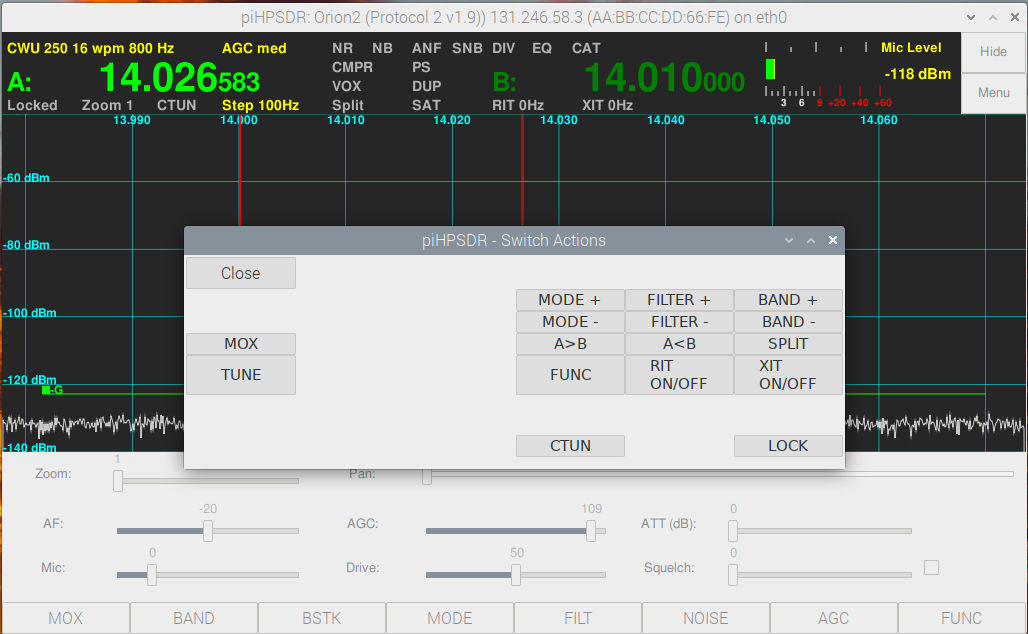 piHPSDR: Orion2 (Protocol 2 v1.9)) 131.246.58.3 (AA:BB:CC:DD:66:FE) on eth0
CWU 250 16 wpm 800 Hz AGC med NR NB ANF SNB DIV EQ CAT Mic Level Hide
CMPR PS
A: 14.026583 VOX DUP B: 14.010000 -118 dBm
Locked Zoom 1 CTUN Step 100Hz Split SAT RIT 0Hz XIT 0Hz 3 6 9 +20 +40 +60 Menu
13.990 14.000 14.010 14.020 14.030 14.040 14.050 14.060
-60 dBm
-80 dBm
-100 dBm
-120 dBm
-G
-140 dBm
piHPSDR - Switch Actions
Close
MODE + FILTER + BAND +
MODE - FILTER - BAND -
MOX A>B A<B SPLIT
TUNE FUNC RIT ON/OFF XIT ON/OFF
CTUN LOCK
Zoom: 1 Pan:
AF: -20 AGC: 109 ATT (dB): 0
Mic: 0 Drive: 50 Squelch: 0
MOX BAND BSTK MODE FILT NOISE AGC FUNC